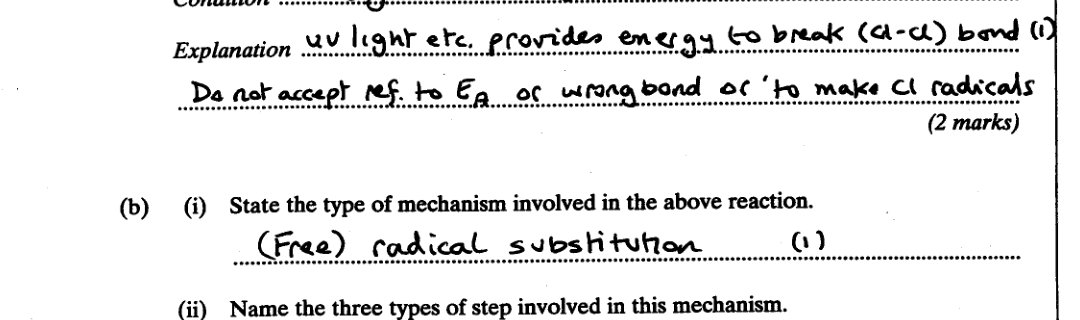 Condition
Explanation uv light etc. provides energy to break (Cl-Cl) bond (1)
Do not accept ref. to EA or wrong bond or 'to make Cl radicals
(2 marks)
(b) (i) State the type of mechanism involved in the above reaction.
(Free) radical substitution (1)
(ii) Name the three types of step involved in this mechanism.